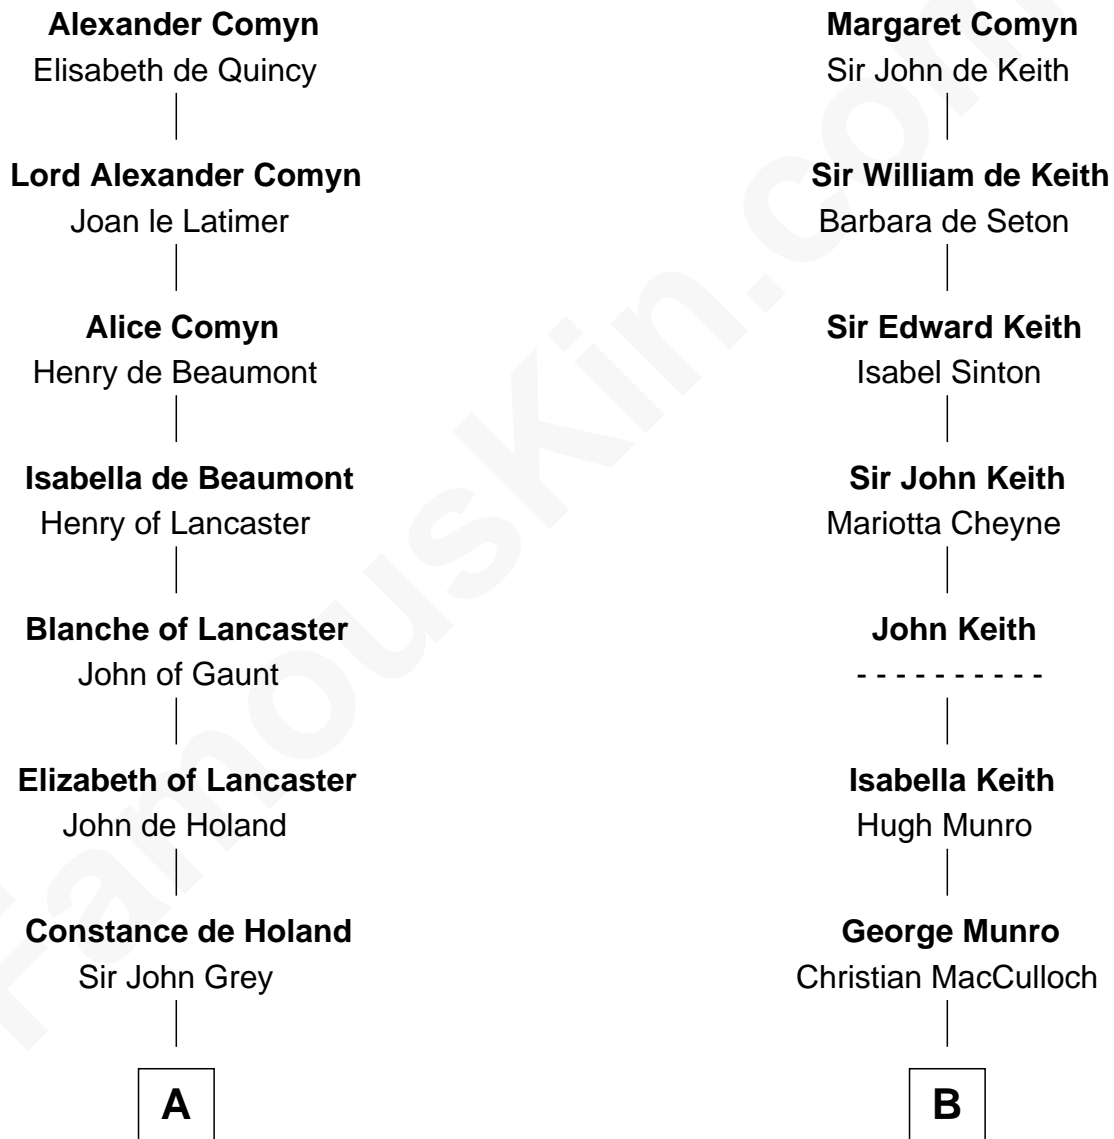 Alexander Comyn
Elisabeth de Quincy
Lord Alexander Comyn
Joan le Latimer
Alice Comyn
Henry de Beaumont
Isabella de Beaumont
Henry of Lancaster
Blanche of Lancaster
John of Gaunt
Elizabeth of Lancaster
John de Holand
Constance de Holand
Sir John Grey
A
Margaret Comyn
Sir John de Keith
Sir William de Keith
Barbara de Seton
Sir Edward Keith
Isabel Sinton
Sir John Keith
Mariotta Cheyne
John Keith
- - - - - - - - - -
Isabella Keith
Hugh Munro
George Munro
Christian MacCulloch
B
FamousKin.com